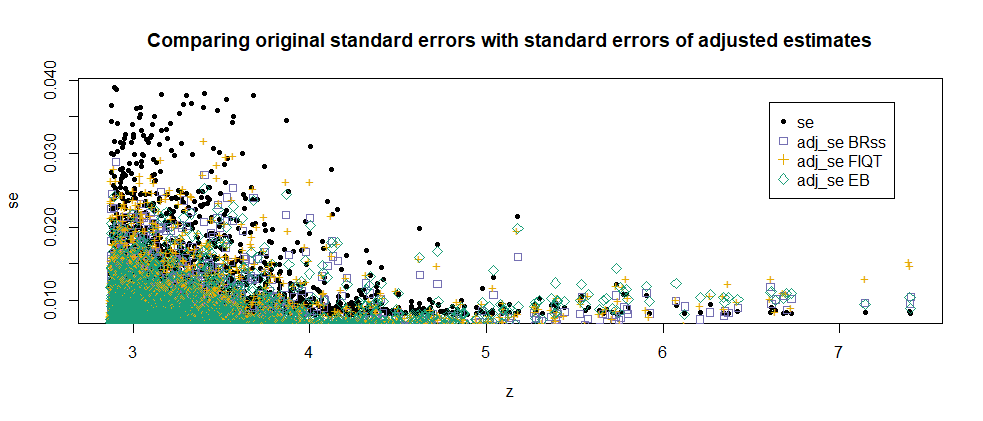 Comparing original standard errors with standard errors of adjusted estimates
0.040
0.030
0.020
0.010
se
se
adj_se BRss
adj_se FIQT
adj_se EB
3 4 5 6 7
z